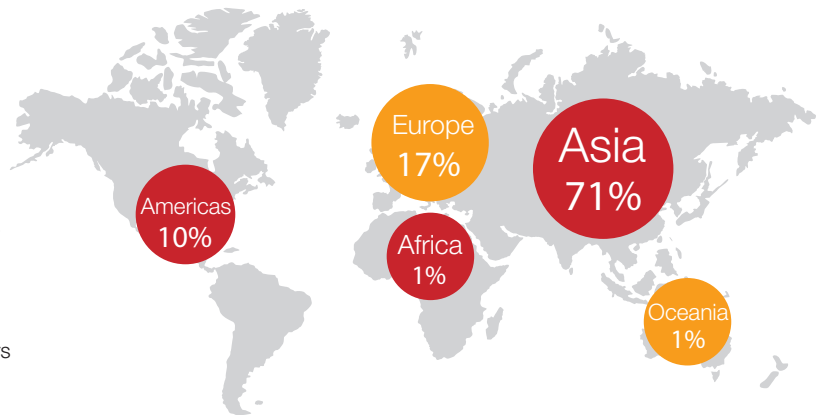 Europe
17%
Asia
71%
Americas
10%
Africa
1%
Oceania
1%